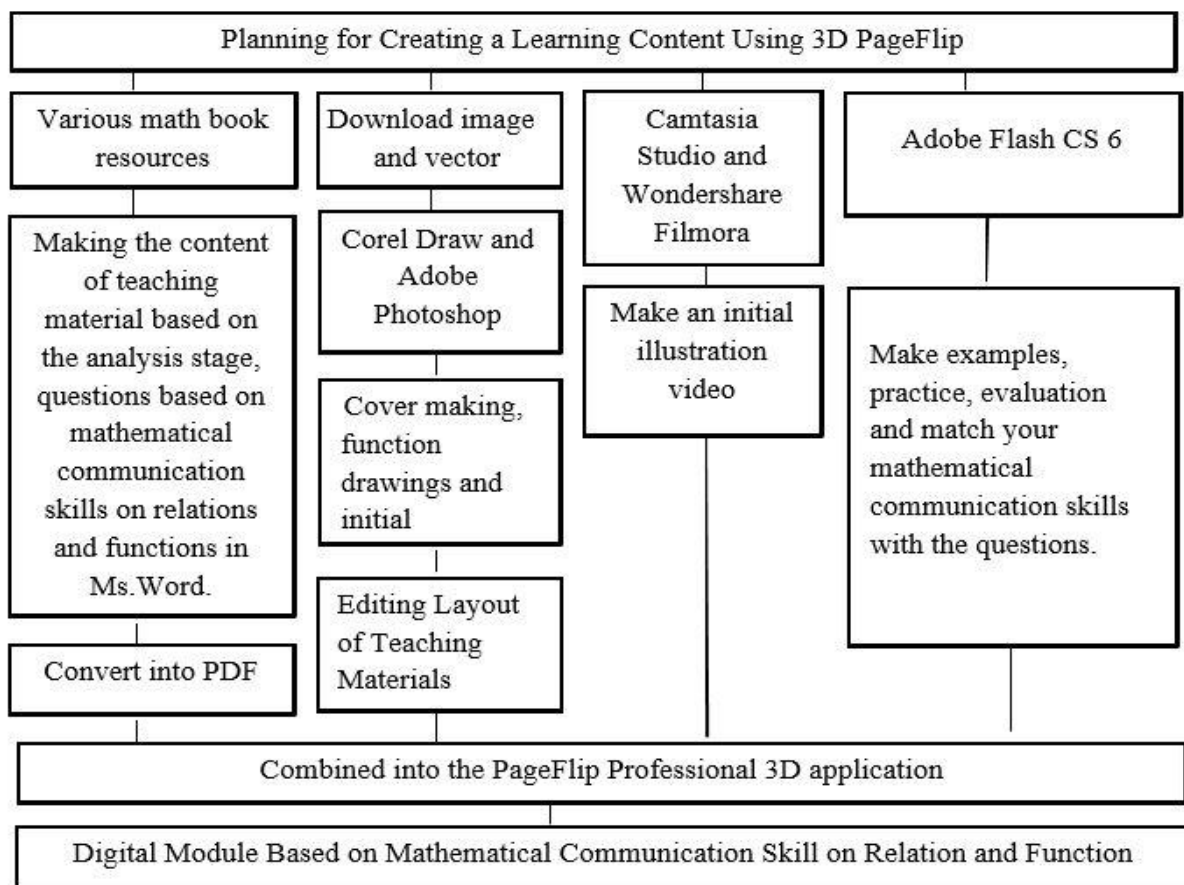 Planning for Creating a Learning Content Using 3D PageFlip
Various math book
resources
Making the content
of teaching
material based on
the analysis stage,
questions based on
mathematical
communication
skills on relations
and functions in
Ms.Word.
Convert into PDF
Download image
and vector
Corel Draw and
Adobe
Photoshop
Cover making,
function
drawings and
initial
Editing Layout
of Teaching
Materials
Camtasia
Studio and
Wondershare
Filmora
Make an initial
illustration
video
Adobe Flash CS 6
Make examples,
practice, evaluation
and match your
mathematical
communication skills
with the questions.
Combined into the PageFlip Professional 3D application
Digital Module Based on Mathematical Communication Skill on Relation and Function